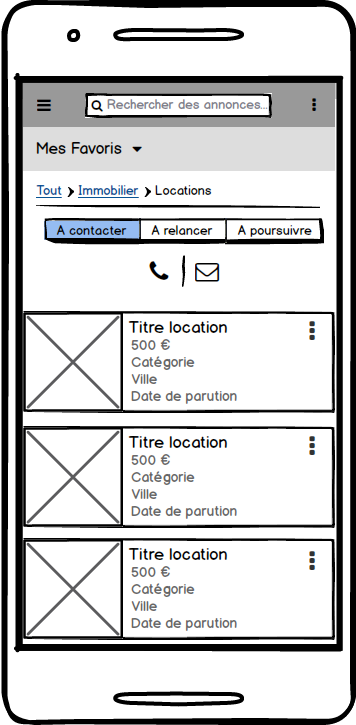 Rechercher des annonces...
Mes Favoris
Tout Immobilier Locations
A contacter A relancer A poursuivre
Titre location
500 €
Catégorie
Ville
Date de parution
Titre location
500 €
Catégorie
Ville
Date de parution
Titre location
500 €
Catégorie
Ville
Date de parution